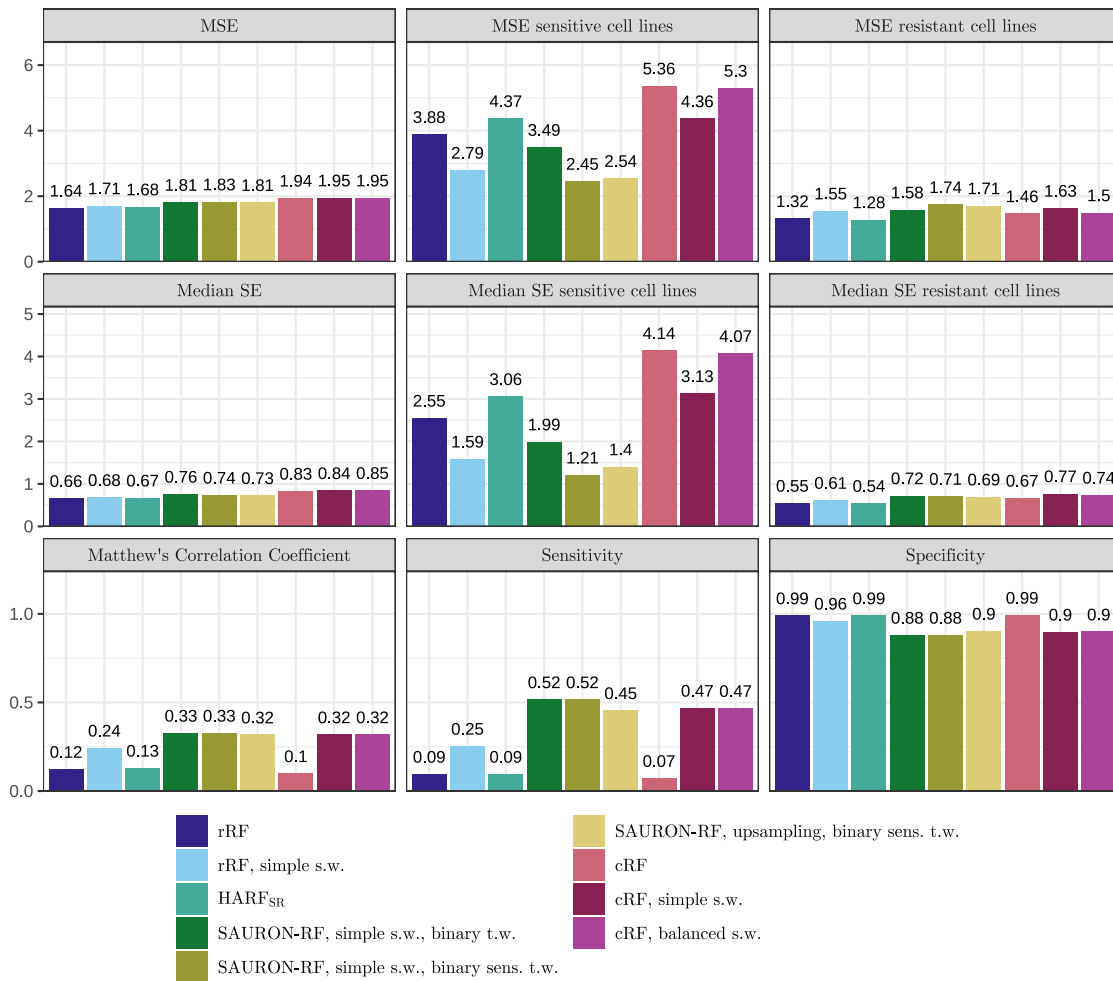 MSE
MSE sensitive cell lines
MSE resistant cell lines
6
4
2
0
1.64 1.71 1.68 1.81 1.83 1.81 1.94 1.95 1.95
3.88 2.79 4.37 3.49 2.45 2.54 5.36 4.36 5.3
1.32 1.55 1.28 1.58 1.74 1.71 1.46 1.63 1.5
Median SE
Median SE sensitive cell lines
Median SE resistant cell lines
5
4
3
2
1
0
0.66 0.68 0.67 0.76 0.74 0.73 0.83 0.84 0.85
2.55 1.59 3.06 1.99 1.21 1.4 4.14 3.13 4.07
0.55 0.61 0.54 0.72 0.71 0.69 0.67 0.77 0.74
Matthew's Correlation Coefficient
Sensitivity
Specificity
1.0
0.5
0.0
0.12 0.24 0.13 0.33 0.33 0.32 0.1 0.32 0.32
0.09 0.25 0.09 0.52 0.52 0.45 0.07 0.47 0.47
0.99 0.96 0.99 0.88 0.88 0.9 0.99 0.9 0.9
rRF
rRF, simple s.w.
HARFSR
SAURON-RF, simple s.w., binary t.w.
SAURON-RF, simple s.w., binary sens. t.w.
SAURON-RF, upsampling, binary sens. t.w.
cRF
cRF, simple s.w.
cRF, balanced s.w.